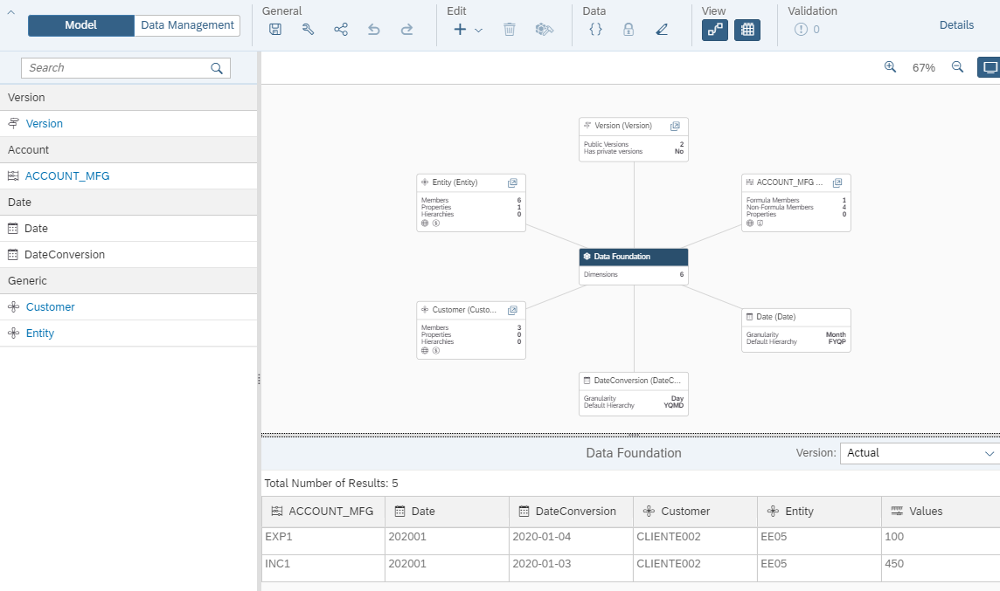 General
Edit
Data
View
Validation
Model
Data Management
0
Details
Search
67%
Version
Version
Account
ACCOUNT_MFG
Date
Date
DateConversion
Generic
Customer
Entity
Version (Version)
Public Versions 2
Has private versions No
Entity (Entity)
Members 6
Properties 1
Hierarchies 0
ACCOUNT_MFG ...
Formula Members 1
Non-Formula Members 4
Properties 0
Data Foundation
Dimensions 6
Customer (Custo...
Members 3
Properties 0
Hierarchies 0
Date (Date)
Granularity Month
Default Hierarchy FYQP
DateConversion (DateC...
Granularity Day
Default Hierarchy YQMD
Data Foundation
Version: Actual
Total Number of Results: 5
ACCOUNT_MFG Date DateConversion Customer Entity Values
EXP1 202001 2020-01-04 CLIENTE002 EE05 100
INC1 202001 2020-01-03 CLIENTE002 EE05 450